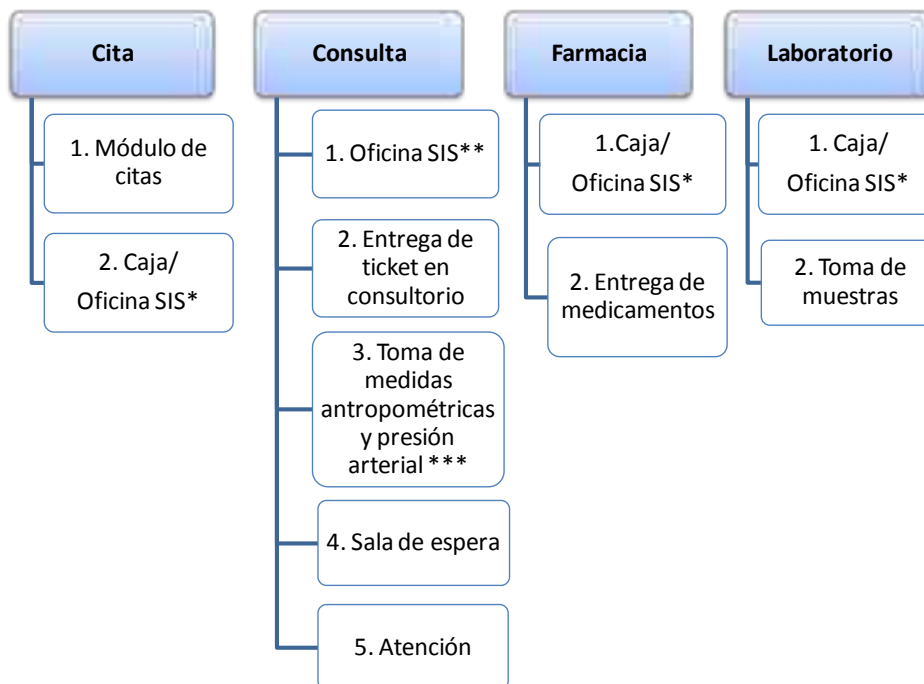 Cita
1. Módulo de
citas
2. Caja/
Oficina SIS*
Consulta
1. Oficina SIS**
2. Entrega de
ticket en
consultorio
3. Toma de
medidas
antropométricas
y presión
arterial ***
4. Sala de espera
5. Atención
Farmacia
1.Caja/
Oficina SIS*
2. Entrega de
medicamentos
Laboratorio
1. Caja/
Oficina SIS*
2. Toma de
muestras